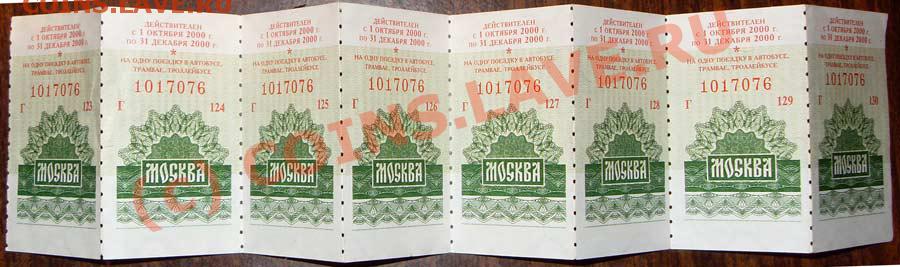 ДЕЙСТВИТЕЛЕН
С 1 ОКТЯБРЯ 2000 г.
ПО 31 ДЕКАБРЯ 2000 г.
*
НА ОДНУ ПОЕЗДКУ В АВТОБУСЕ,
ТРАМВАЕ, ТРОЛЛЕЙБУСЕ.
1017076
Г 123
МОСКВА
ДЕЙСТВИТЕЛЕН
С 1 ОКТЯБРЯ 2000 г.
ПО 31 ДЕКАБРЯ 2000 г.
*
НА ОДНУ ПОЕЗДКУ В АВТОБУСЕ,
ТРАМВАЕ, ТРОЛЛЕЙБУСЕ.
1017076
Г 124
МОСКВА
ДЕЙСТВИТЕЛЕН
С 1 ОКТЯБРЯ 2000 г.
ПО 31 ДЕКАБРЯ 2000 г.
*
НА ОДНУ ПОЕЗДКУ В АВТОБУСЕ,
ТРАМВАЕ, ТРОЛЛЕЙБУСЕ.
1017076
Г 125
МОСКВА
ДЕЙСТВИТЕЛЕН
С 1 ОКТЯБРЯ 2000 г.
ПО 31 ДЕКАБРЯ 2000 г.
*
НА ОДНУ ПОЕЗДКУ В АВТОБУСЕ,
ТРАМВАЕ, ТРОЛЛЕЙБУСЕ.
1017076
Г 126
МОСКВА
ДЕЙСТВИТЕЛЕН
С 1 ОКТЯБРЯ 2000 г.
ПО 31 ДЕКАБРЯ 2000 г.
*
НА ОДНУ ПОЕЗДКУ В АВТОБУСЕ,
ТРАМВАЕ, ТРОЛЛЕЙБУСЕ.
1017076
Г 127
МОСКВА
ДЕЙСТВИТЕЛЕН
С 1 ОКТЯБРЯ 2000 г.
ПО 31 ДЕКАБРЯ 2000 г.
*
НА ОДНУ ПОЕЗДКУ В АВТОБУСЕ,
ТРАМВАЕ, ТРОЛЛЕЙБУСЕ.
1017076
Г 128
МОСКВА
ДЕЙСТВИТЕЛЕН
С 1 ОКТЯБРЯ 2000 г.
ПО 31 ДЕКАБРЯ 2000 г.
*
НА ОДНУ ПОЕЗДКУ В АВТОБУСЕ,
ТРАМВАЕ, ТРОЛЛЕЙБУСЕ.
1017076
Г 129
МОСКВА
ДЕЙСТВИТЕЛЕН
С 1 ОКТЯБРЯ 2000 г.
ПО 31 ДЕКАБРЯ 2000 г.
*
НА ОДНУ ПОЕЗДКУ В АВТОБУСЕ,
ТРАМВАЕ, ТРОЛЛЕЙБУСЕ.
1017076
Г 130
МОСКВА
(c) COINS.LAVE.RU